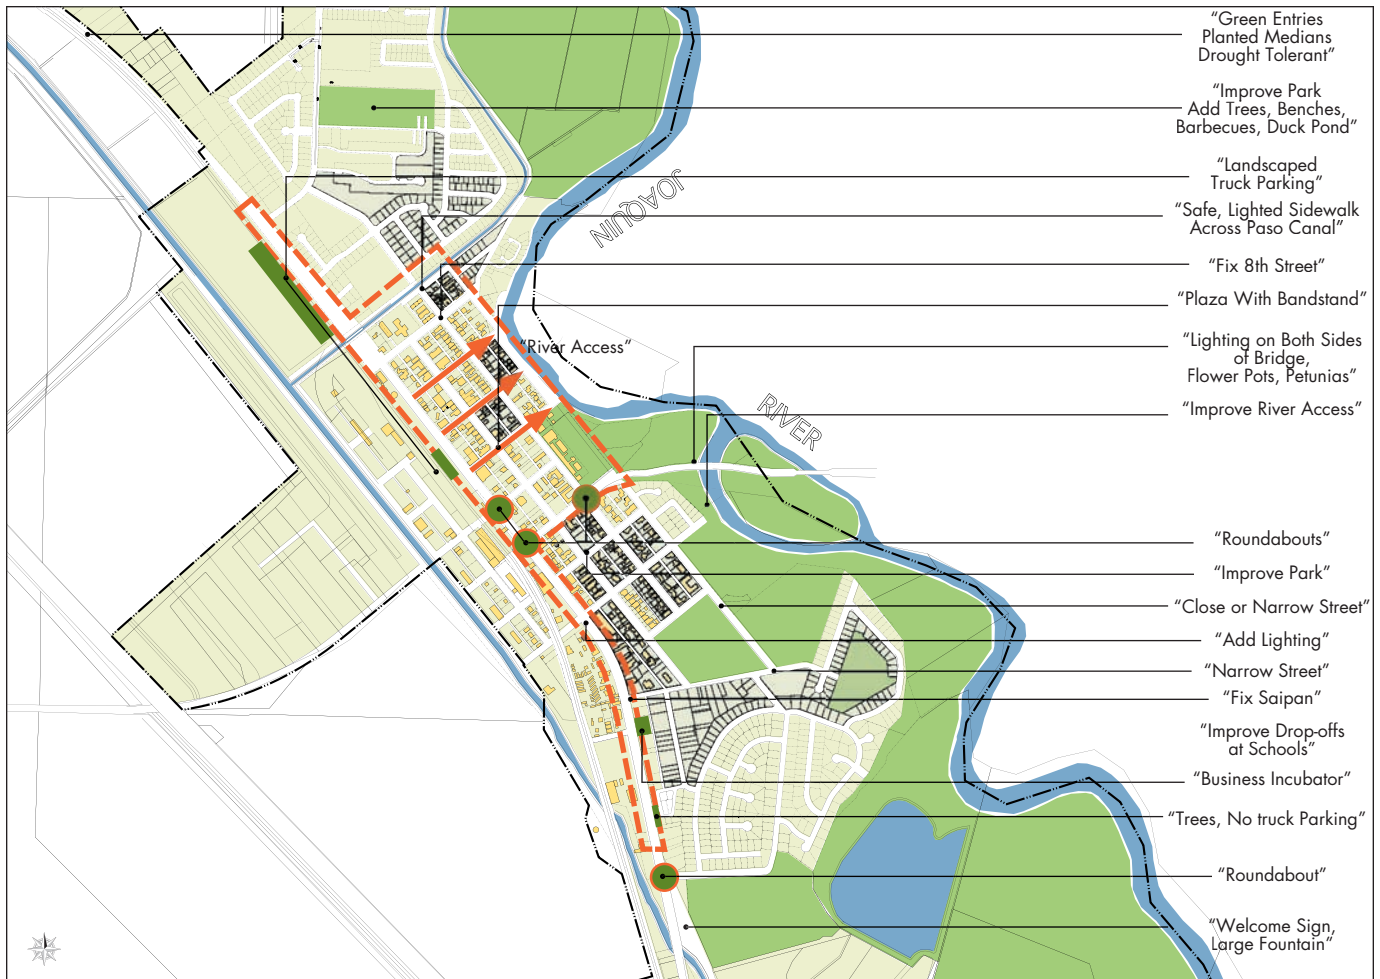 “Green Entries
Planted Medians
Drought Tolerant”
“Improve Park
Add Trees, Benches,
Barbecues, Duck Pond”
“Landscaped
Truck Parking”
“Safe, Lighted Sidewalk
Across Paso Canal”
“Fix 8th Street”
“Plaza With Bandstand”
“Lighting on Both Sides
of Bridge,
Flower Pots, Petunias”
“Improve River Access”
“Roundabouts”
“Improve Park”
“Close or Narrow Street”
“Add Lighting”
“Narrow Street”
“Fix Saipan”
“Improve Drop-offs
at Schools”
“Business Incubator”
“Trees, No truck Parking”
“Roundabout”
“Welcome Sign,
Large Fountain”
JOAQUIN
RIVER
“River Access”